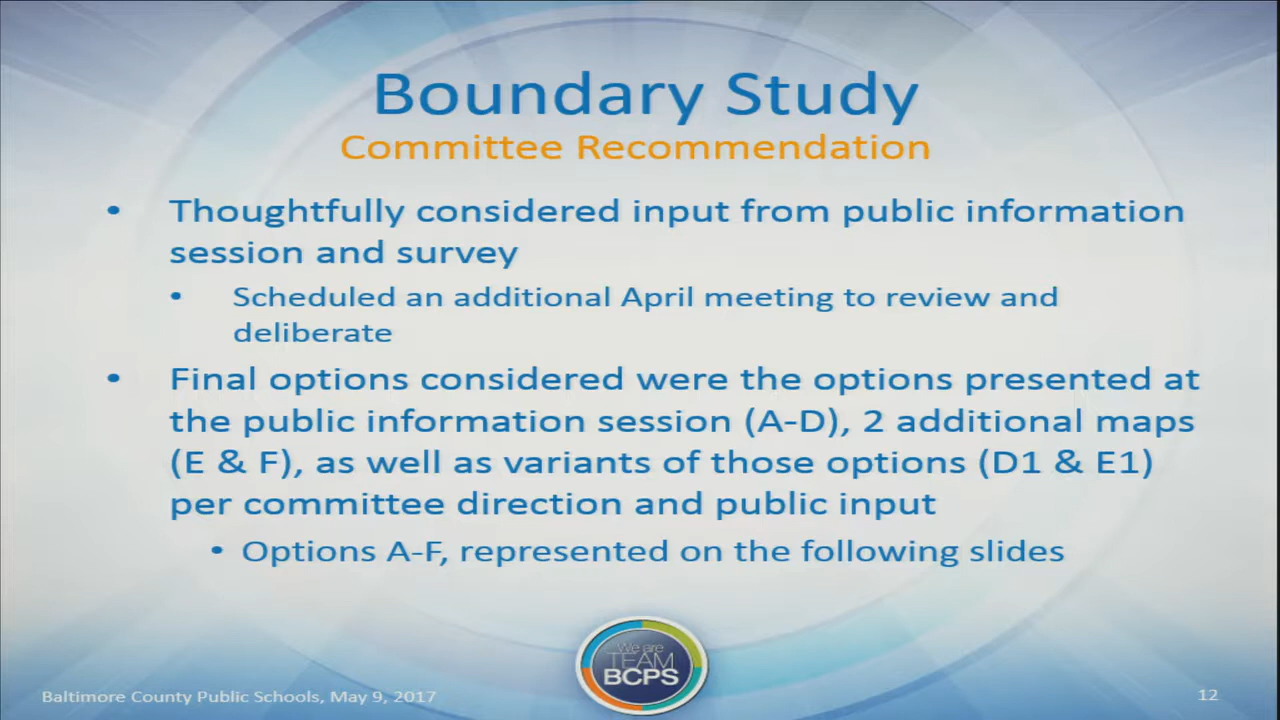 Boundary Study
Committee Recommendation
• Thoughtfully considered input from public information
session and survey
• Scheduled an additional April meeting to review and
deliberate
• Final options considered were the options presented at
the public information session (A-D), 2 additional maps
(E & F), as well as variants of those options (D1 & E1)
per committee direction and public input
• Options A-F, represented on the following slides
We are
TEAM
BCPS
Baltimore County Public Schools, May 9, 2017
12